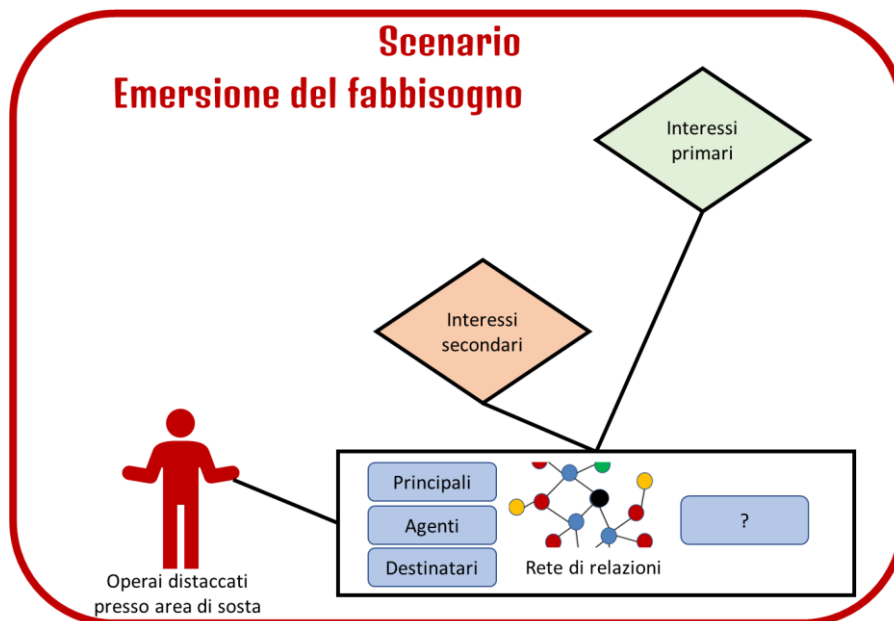 Scenario
Emersione del fabbisogno
Interessi
primari
Interessi
secondari
Principali
Agenti
Destinatari
Rete di relazioni
?
Operai distaccati
presso area di sosta